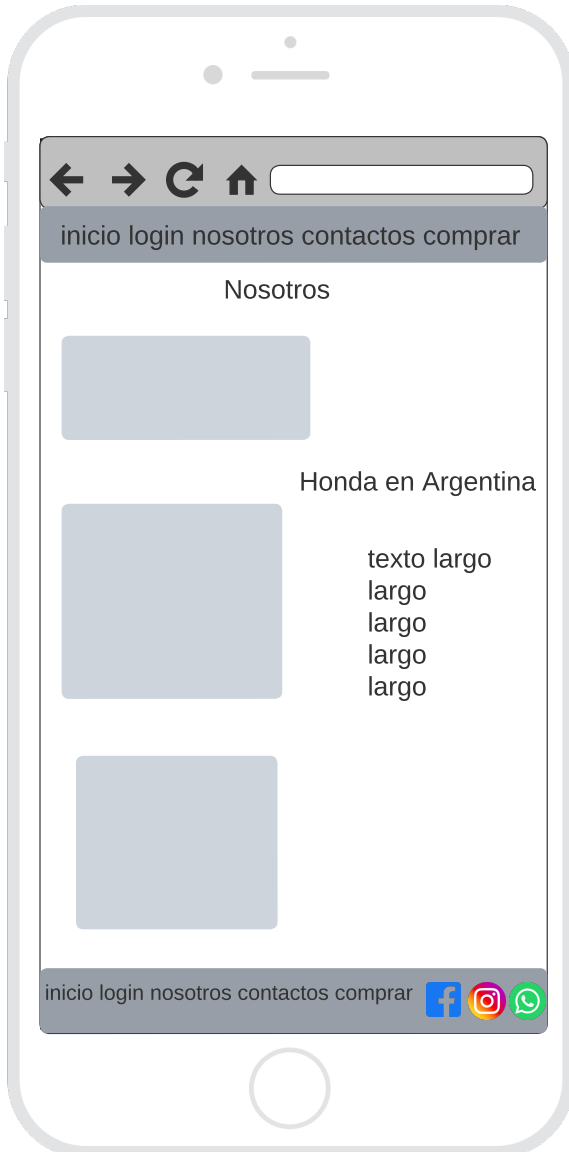 inicio login nosotros contactos comprar
Nosotros
Honda en Argentina
texto largo
largo
largo
largo
largo
inicio login nosotros contactos comprar